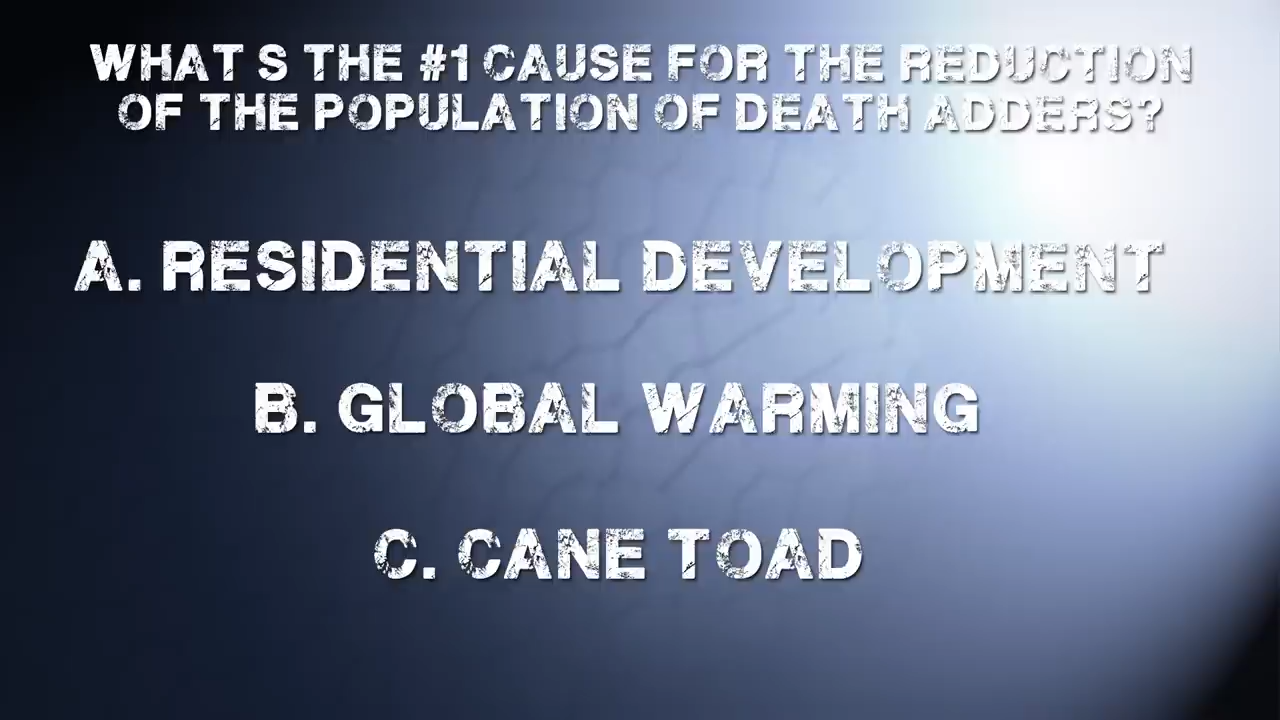 WHAT S THE #1 CAUSE FOR THE REDUCTION
OF THE POPULATION OF DEATH ADDERS?
A. RESIDENTIAL DEVELOPMENT
B. GLOBAL WARMING
C. CANE TOAD